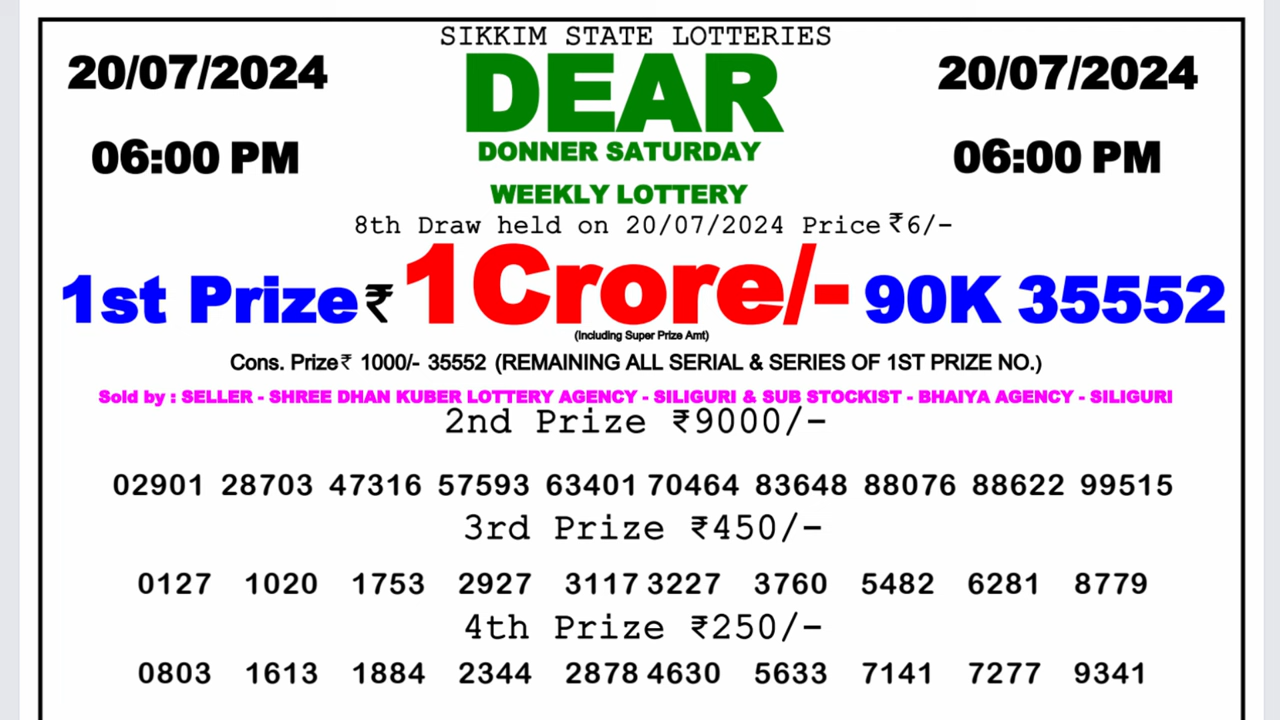 SIKKIM STATE LOTTERIES
20/07/2024 DEAR 20/07/2024
06:00 PM DONNER SATURDAY 06:00 PM
WEEKLY LOTTERY
8th Draw held on 20/07/2024 Price ₹6/-
1st Prize ₹ 1Crore/- 90K 35552
(Including Super Prize Amt)
Cons. Prize ₹ 1000/- 35552 (REMAINING ALL SERIAL & SERIES OF 1ST PRIZE NO.)
Sold by : SELLER - SHREE DHAN KUBER LOTTERY AGENCY - SILIGURI & SUB STOCKIST - BHAIYA AGENCY - SILIGURI
2nd Prize ₹9000/-
02901 28703 47316 57593 63401 70464 83648 88076 88622 99515
3rd Prize ₹450/-
0127 1020 1753 2927 3117 3227 3760 5482 6281 8779
4th Prize ₹250/-
0803 1613 1884 2344 2878 4630 5633 7141 7277 9341